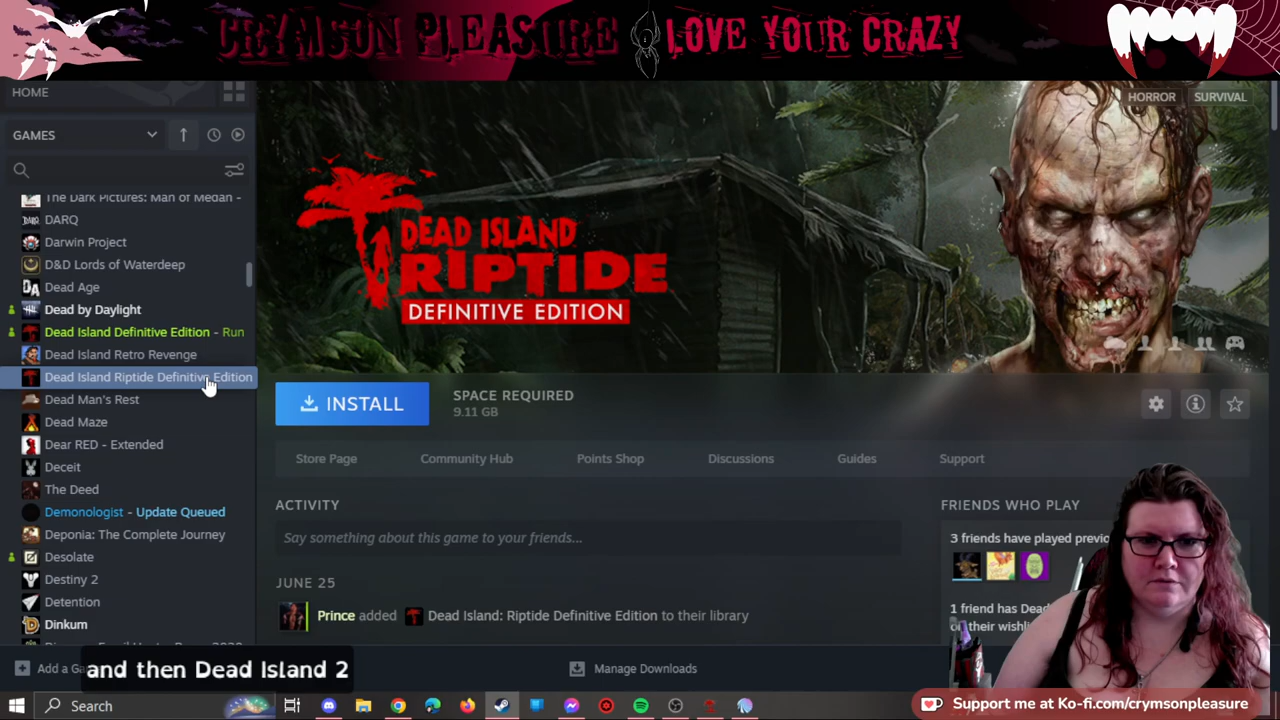 CRYMSON PLEASURE LOVE YOUR CRAZY
HOME
HORROR SURVIVAL
GAMES
The Dark Pictures: Man of Medan -
DARQ
Darwin Project
D&D Lords of Waterdeep
Dead Age
Dead by Daylight
Dead Island Definitive Edition - Run
Dead Island Retro Revenge
Dead Island Riptide Definitive Edition
Dead Man's Rest
Dead Maze
Dear RED - Extended
Deceit
The Deed
Demonologist - Update Queued
Deponia: The Complete Journey
Desolate
Destiny 2
Detention
Dinkum
DEAD ISLAND
RIPTIDE
DEFINITIVE EDITION
INSTALL
SPACE REQUIRED
9.11 GB
Store Page Community Hub Points Shop Discussions Guides Support
ACTIVITY
Say something about this game to your friends...
JUNE 25
Prince added Dead Island: Riptide Definitive Edition to their library
FRIENDS WHO PLAY
3 friends have played previo
1 friend has Dead
on their wishli
Add a Ga
and then Dead Island 2
Manage Downloads
Search
Support me at Ko-fi.com/crymsonpleasure